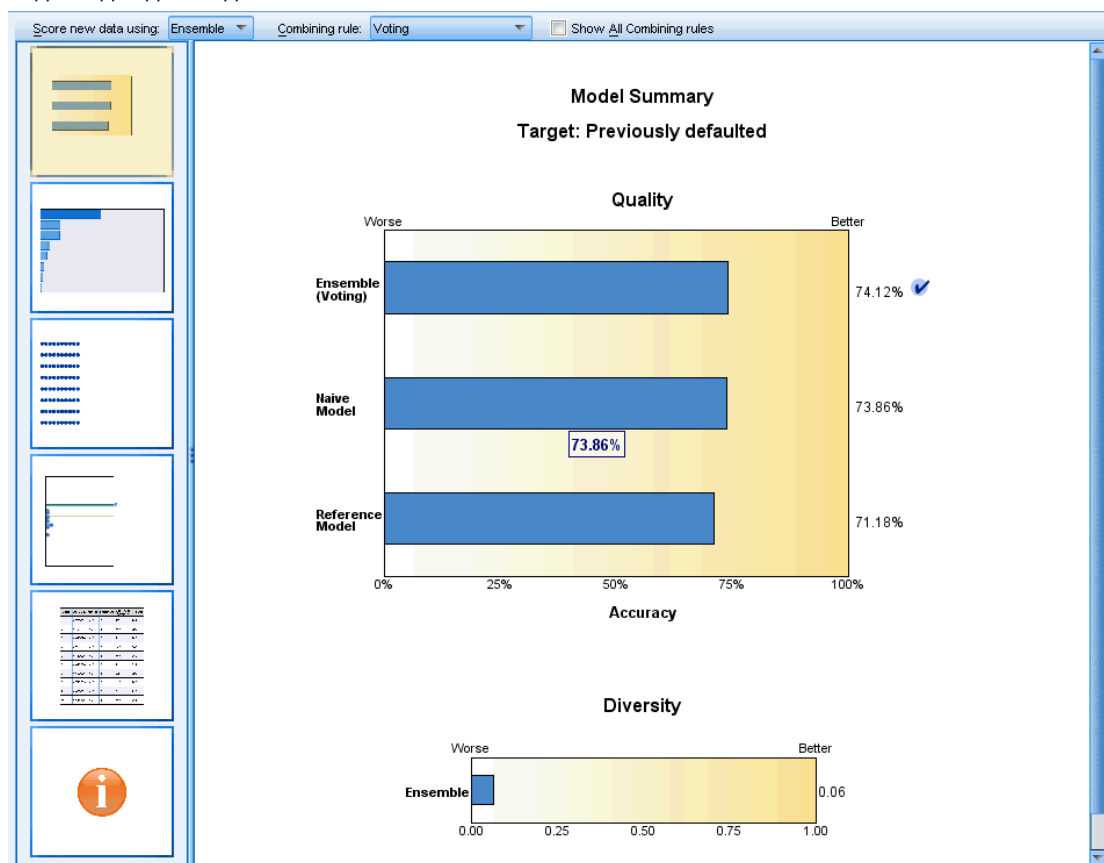 Score new data using: Ensemble Combining rule: Voting Show All Combining rules
Model Summary
Target: Previously defaulted
Quality
Worse Better
Ensemble
(Voting)
74.12%
Naive
Model
73.86%
73.86%
Reference
Model
71.18%
0% 25% 50% 75% 100%
Accuracy
Diversity
Worse Better
Ensemble 0.06
0.00 0.25 0.50 0.75 1.00